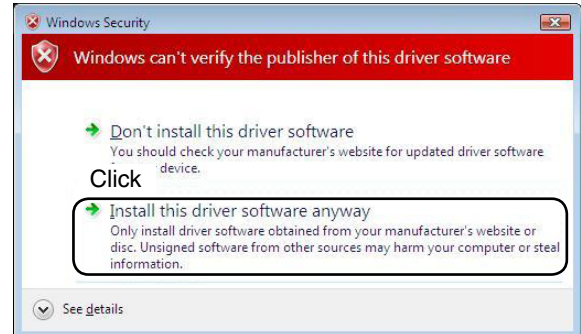 Windows Security
Windows can't verify the publisher of this driver software
Don't install this driver software
You should check your manufacturer's website for updated driver software
device.
Click
Install this driver software anyway
Only install driver software obtained from your manufacturer's website or
disc. Unsigned software from other sources may harm your computer or steal
information.
See details